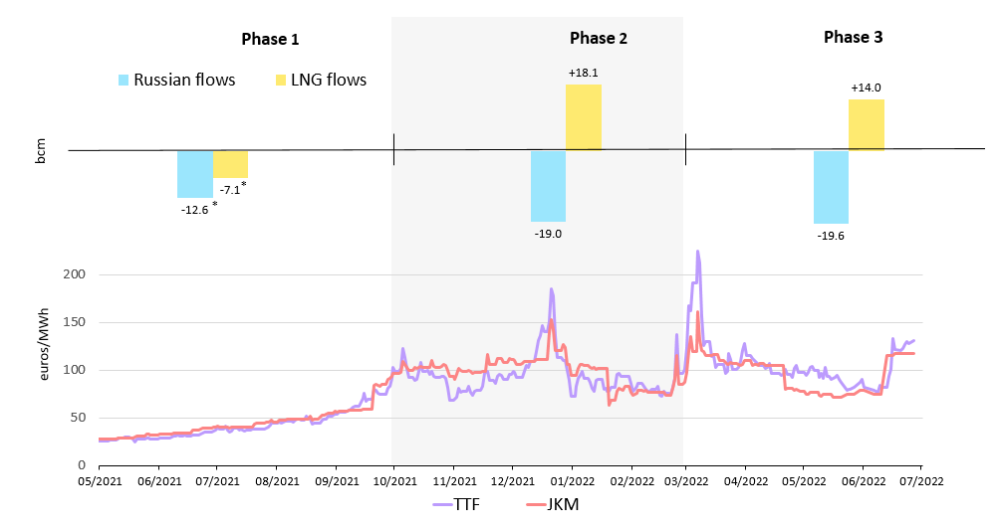 Phase 1
Phase 2
Phase 3
Russian flows
LNG flows
+18.1
+14.0
bcm
-7.1*
-12.6 *
-19.0
-19.6
euros/MWh
200
150
100
50
0
05/2021 06/2021 07/2021 08/2021 09/2021 10/2021 11/2021 12/2021 01/2022 02/2022 03/2022 04/2022 05/2022 06/2022 07/2022
TTF JKM